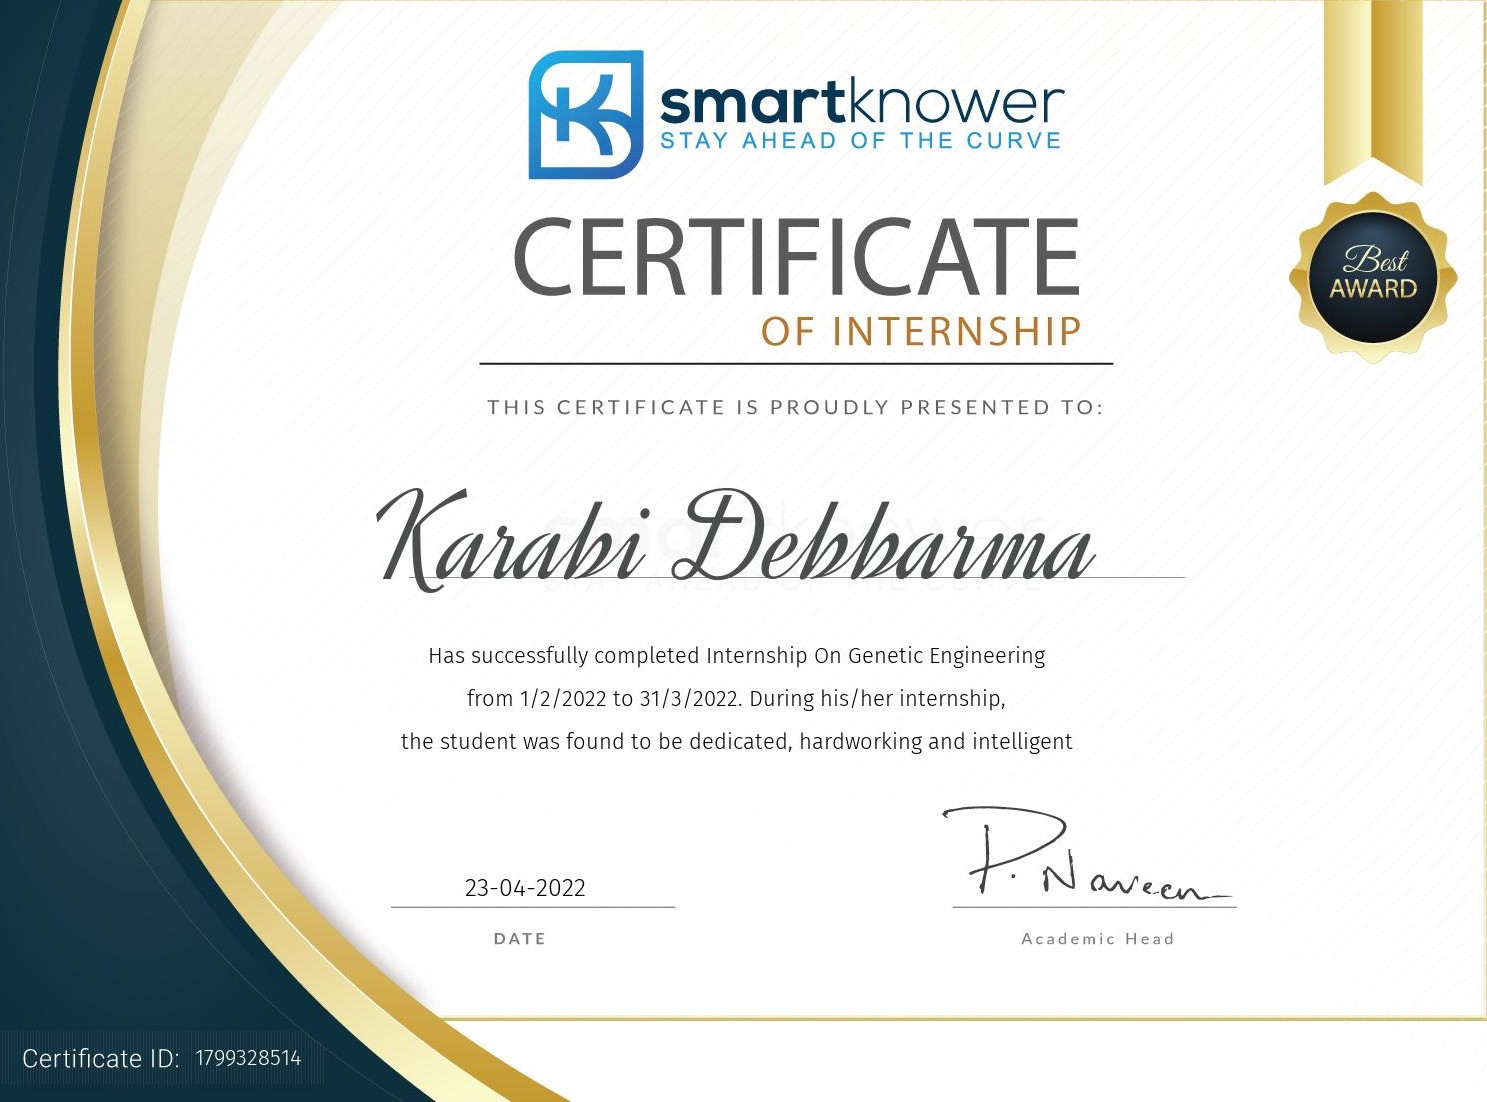 smartknower
STAY AHEAD OF THE CURVE
CERTIFICATE
OF INTERNSHIP
Best
AWARD
THIS CERTIFICATE IS PROUDLY PRESENTED TO:
Karabi Debbarma
Has successfully completed Internship On Genetic Engineering
from 1/2/2022 to 31/3/2022. During his/her internship,
the student was found to be dedicated, hardworking and intelligent
23-04-2022
DATE
P. Naveen
Academic Head
Certificate ID: 1799328514